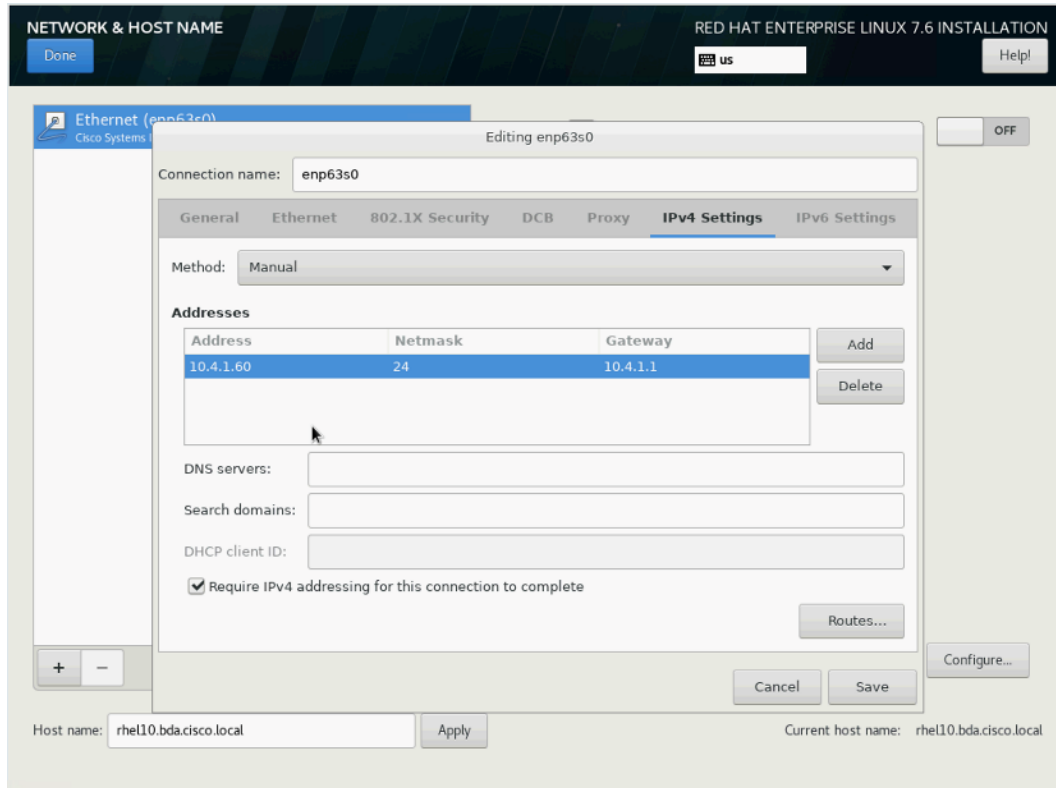 NETWORK & HOST NAME
RED HAT ENTERPRISE LINUX 7.6 INSTALLATION
Done
us
Help!
Ethernet (enp63s0)
Cisco Systems I
OFF
Editing enp63s0
Connection name: enp63s0
General Ethernet 802.1X Security DCB Proxy IPv4 Settings IPv6 Settings
Method: Manual
Addresses
Address Netmask Gateway
Add
10.4.1.60 24 10.4.1.1
Delete
DNS servers:
Search domains:
DHCP client ID:
Require IPv4 addressing for this connection to complete
Routes...
+ −
Configure...
Cancel Save
Host name: rhel10.bda.cisco.local Apply Current host name: rhel10.bda.cisco.local